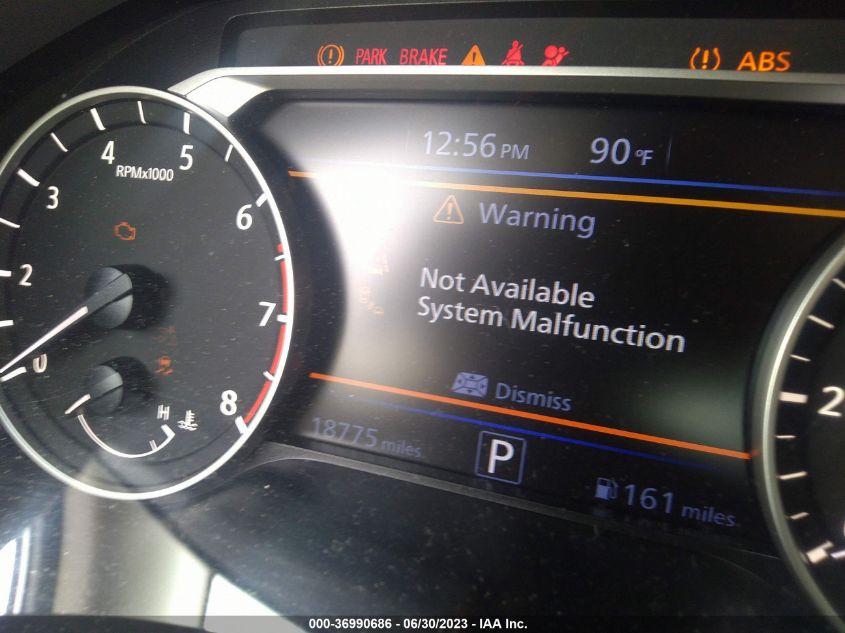 PARK BRAKE
ABS
12:56 PM 90 °F
Warning
Not Available
System Malfunction
Dismiss
18775 miles
P
161 miles
0
2
3
4
5
6
7
8
RPMx1000
H
2
000-36990686 - 06/30/2023 - IAA Inc.